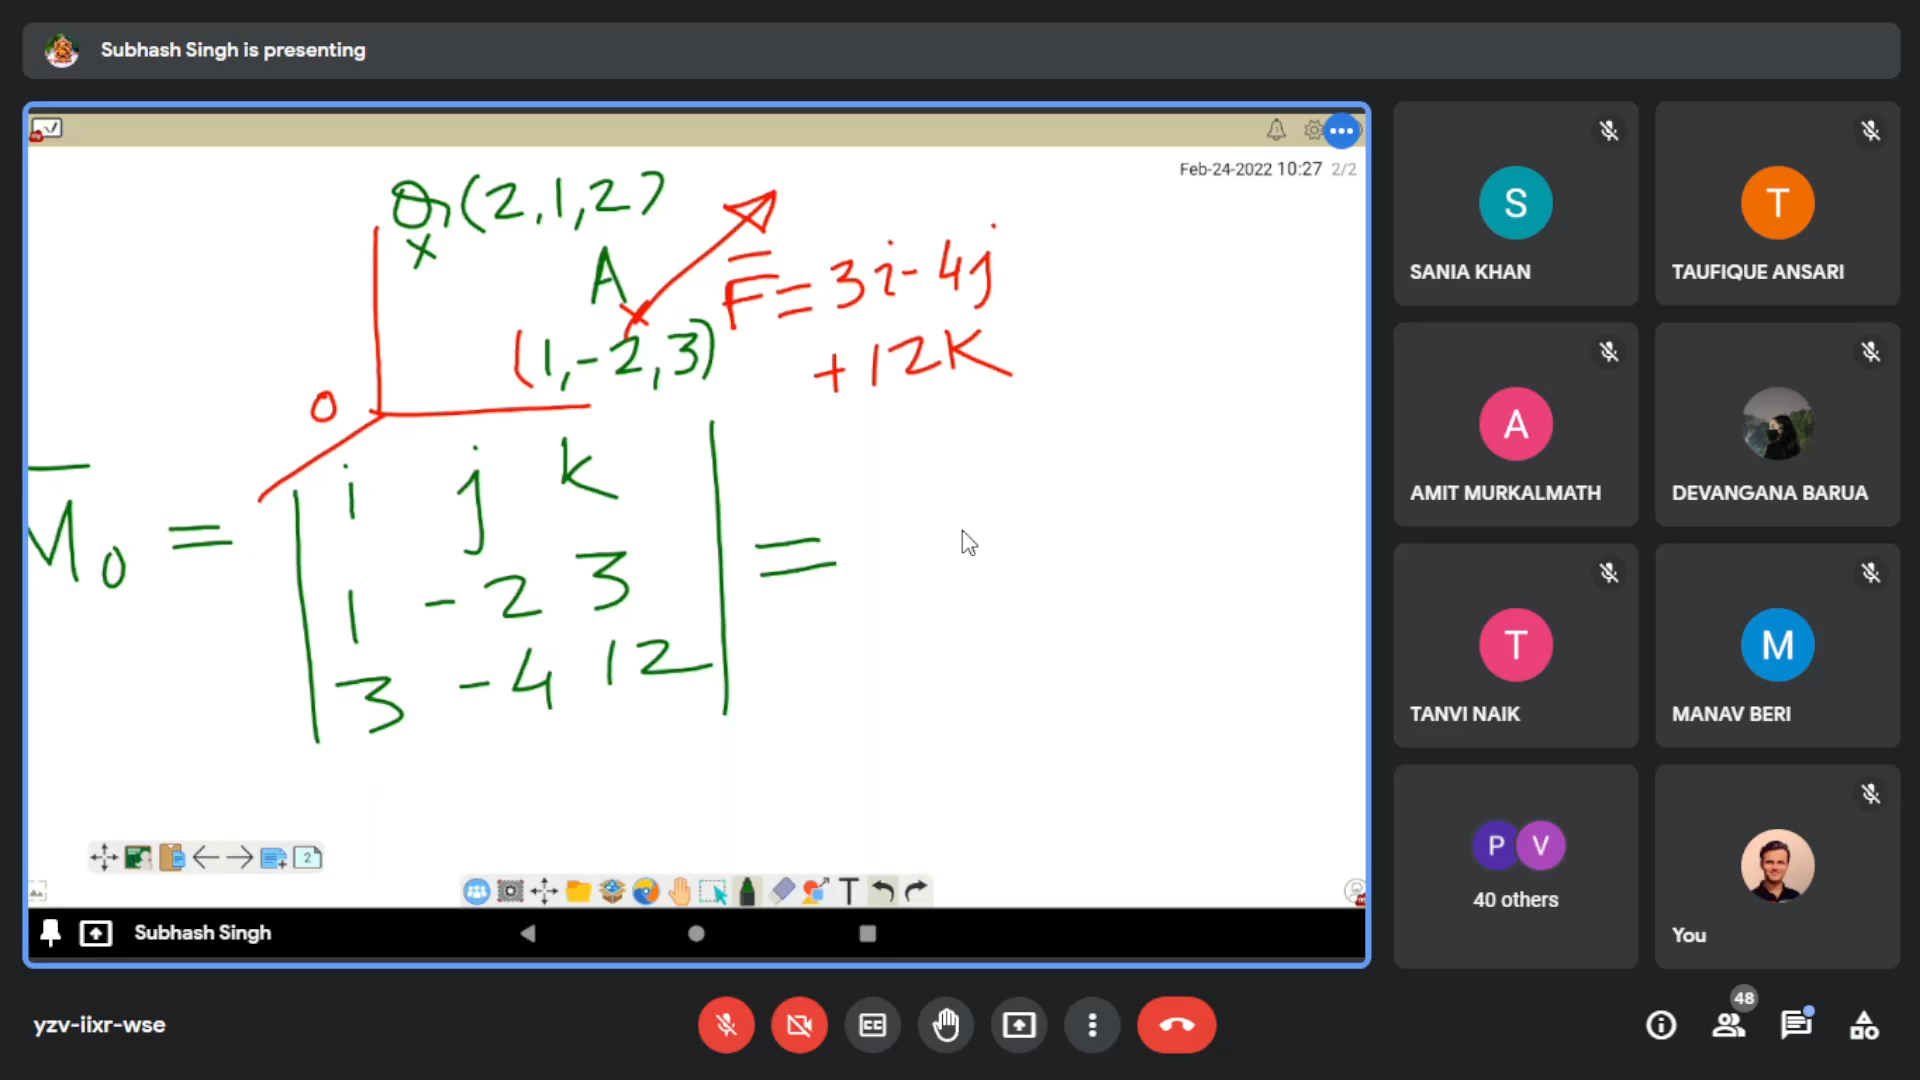 Subhash Singh is presenting
Feb-24-2022 10:27 2/2
(2,1,2)
x
A
F = 3i - 4j
+12K
(1,-2,3)
O
i j k
M₀ = 1 -2 3 =
3 -4 12
2
T
Subhash Singh
S
SANIA KHAN
T
TAUFIQUE ANSARI
A
AMIT MURKALMATH
DEVANGANA BARUA
T
TANVI NAIK
M
MANAV BERI
P V
40 others
You
yzv-iixr-wse
CC
48